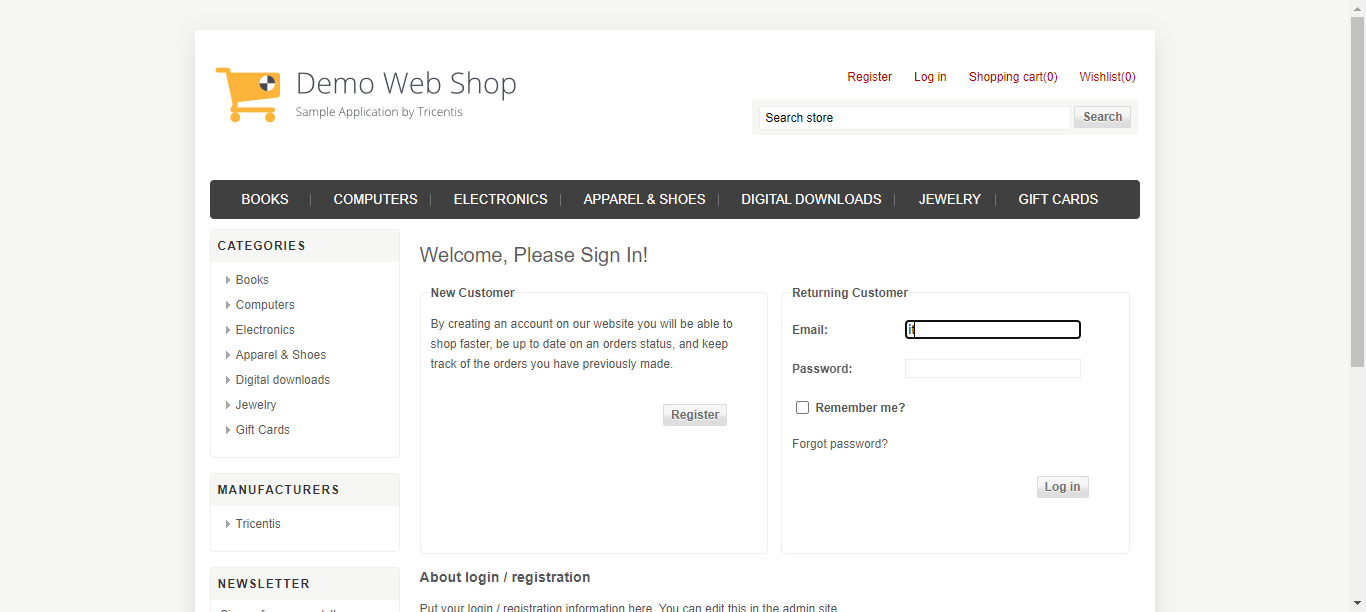 Demo Web Shop
Sample Application by Tricentis
Register Log in Shopping cart(0) Wishlist(0)
Search store Search
BOOKS COMPUTERS ELECTRONICS APPAREL & SHOES DIGITAL DOWNLOADS JEWELRY GIFT CARDS
CATEGORIES
Books
Computers
Electronics
Apparel & Shoes
Digital downloads
Jewelry
Gift Cards
MANUFACTURERS
Tricentis
NEWSLETTER
Welcome, Please Sign In!
New Customer
By creating an account on our website you will be able to
shop faster, be up to date on an orders status, and keep
track of the orders you have previously made.
Register
Returning Customer
Email: it
Password:
Remember me?
Forgot password?
Log in
About login / registration
Put your login / registration information here. You can edit this in the admin site.